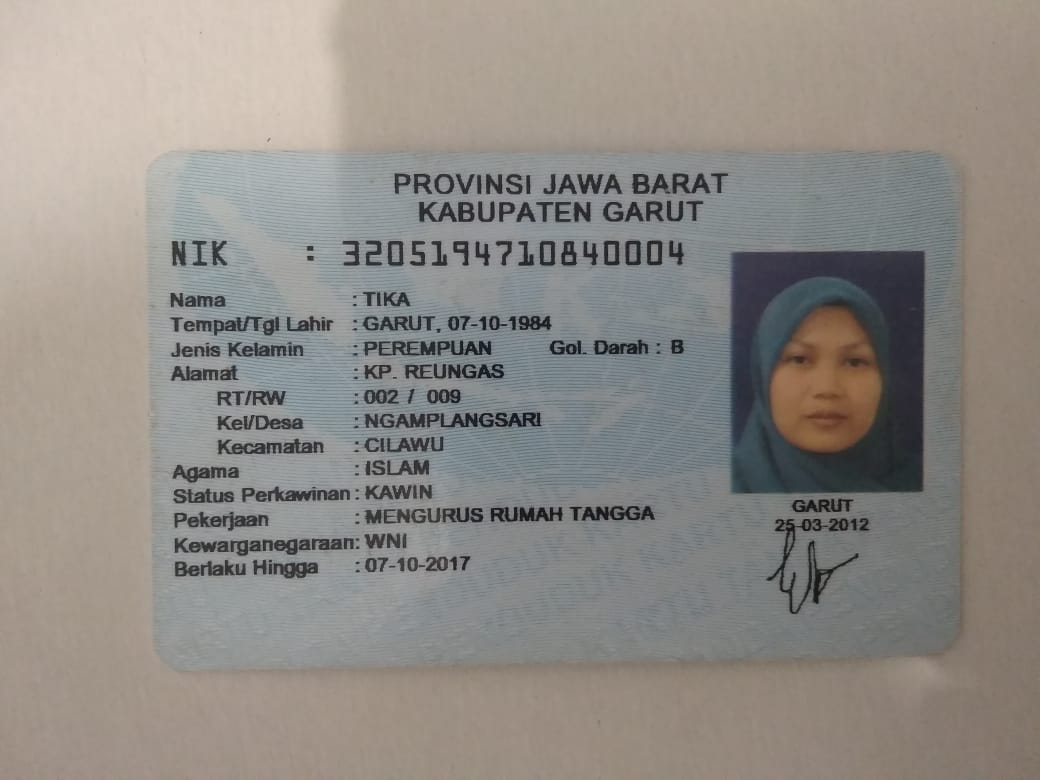 PROVINSI JAWA BARAT
KABUPATEN GARUT
NIK : 3205194710840004
Nama : TIKA
Tempat/Tgl Lahir : GARUT, 07-10-1984
Jenis Kelamin : PEREMPUAN Gol. Darah : B
Alamat : KP. REUNGAS
RT/RW : 002 / 009
Kel/Desa : NGAMPLANGSARI
Kecamatan : CILAWU
Agama : ISLAM
Status Perkawinan : KAWIN
Pekerjaan : MENGURUS RUMAH TANGGA
Kewarganegaraan: WNI
Berlaku Hingga : 07-10-2017
GARUT
25-03-2012